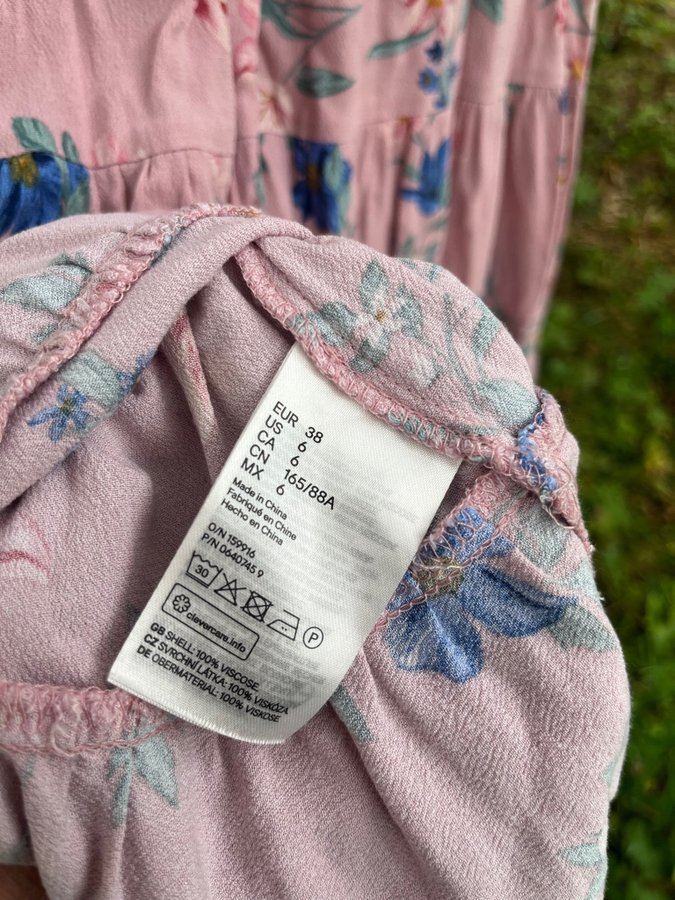 EUR 38
US 6
CA 6
CN 165/88A
MX 6
Made in China
Fabriqué en Chine
Hecho en China
O/N 159916
P/N 0640745 9
30 P
clevercare.info
GB SHELL: 100% VISCOSE
CZ SVRCHNÍ LÁTKA: 100% VISKÓZA
DE OBERMATERIAL: 100% VISKOSE